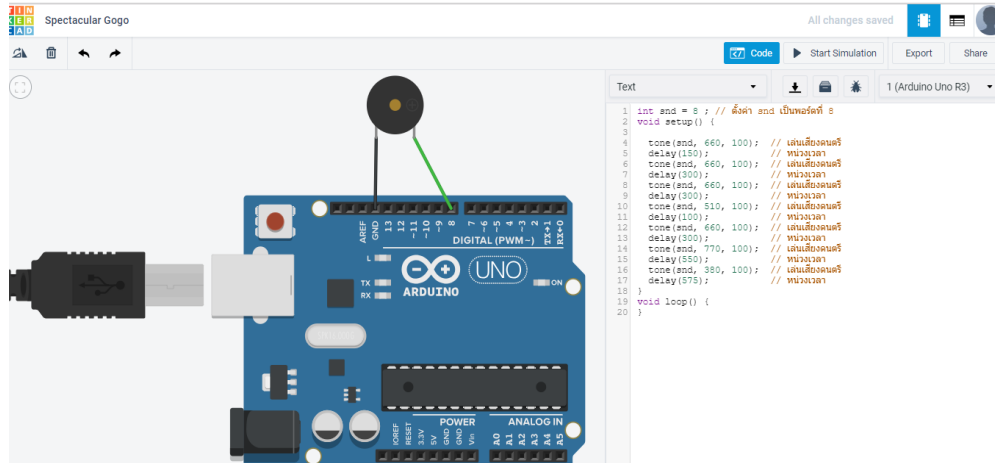 TIN
KER
CAD
Spectacular Gogo
All changes saved
Code
Start Simulation
Export
Share
Text
1 (Arduino Uno R3)
1 int snd = 8 ; // ตั้งค่า snd เป็นพอร์ตที่ 8
2 void setup() {
3
4 tone(snd, 660, 100); // เล่นเสียงดนตรี
5 delay(150); // หน่วงเวลา
6 tone(snd, 660, 100); // เล่นเสียงดนตรี
7 delay(300); // หน่วงเวลา
8 tone(snd, 660, 100); // เล่นเสียงดนตรี
9 delay(300); // หน่วงเวลา
10 tone(snd, 510, 100); // เล่นเสียงดนตรี
11 delay(100); // หน่วงเวลา
12 tone(snd, 660, 100); // เล่นเสียงดนตรี
13 delay(300); // หน่วงเวลา
14 tone(snd, 770, 100); // เล่นเสียงดนตรี
15 delay(550); // หน่วงเวลา
16 tone(snd, 380, 100); // เล่นเสียงดนตรี
17 delay(575); // หน่วงเวลา
18 }
19 void loop() {
20 }
AREF
GND
13
12
~11
~10
~9
8
7
~6
~5
4
~3
2
TX→1
RX←0
DIGITAL (PWM~)
L
TX
RX
ARDUINO
UNO
ON
POWER
ANALOG IN
IOREF
RESET
3.3V
5V
GND
GND
Vin
A0
A1
A2
A3
A4
A5